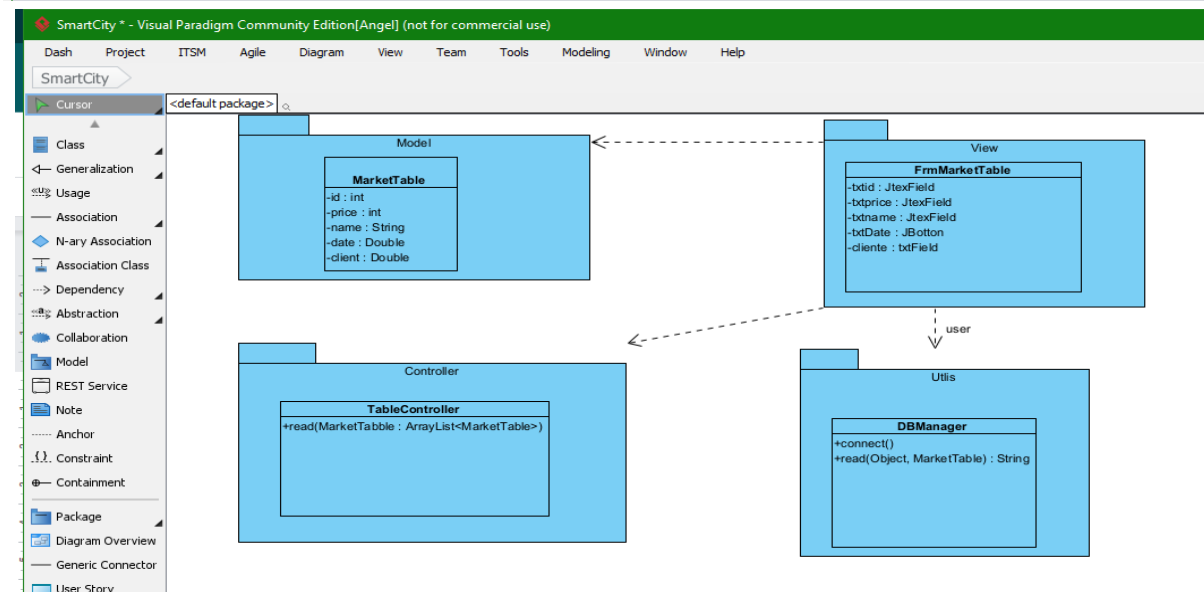 SmartCity * - Visual Paradigm Community Edition[Angel] (not for commercial use)
Dash Project ITSM Agile Diagram View Team Tools Modeling Window Help
SmartCity
Cursor
<default package>
Class
Generalization
Usage
Association
N-ary Association
Association Class
Dependency
Abstraction
Collaboration
Model
REST Service
Note
Anchor
Constraint
Containment
Package
Diagram Overview
Generic Connector
User Story
Model
MarketTable
-id : int
-price : int
-name : String
-date : Double
-client : Double
View
FrmMarketTable
-txtid : JtexField
-txtprice : JtexField
-txtname : JtexField
-txtDate : JBotton
-cliente : txtField
user
Controller
TableController
+read(MarketTabble : ArrayList<MarketTable>)
Utlis
DBManager
+connect()
+read(Object, MarketTable) : String